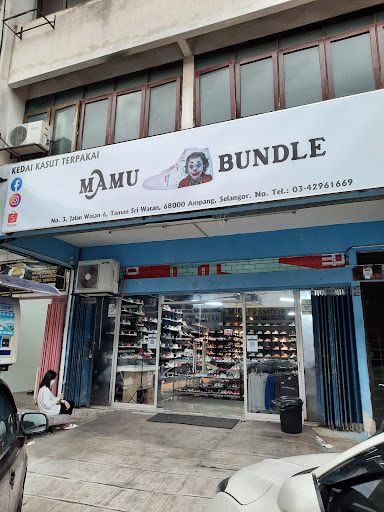 KEDAI KASUT TERPAKAI
MAMU BUNDLE
No. 3, Jalan Watan 6, Taman Sri Watan, 68000 Ampang, Selangor. No. Tel.: 03-42961669